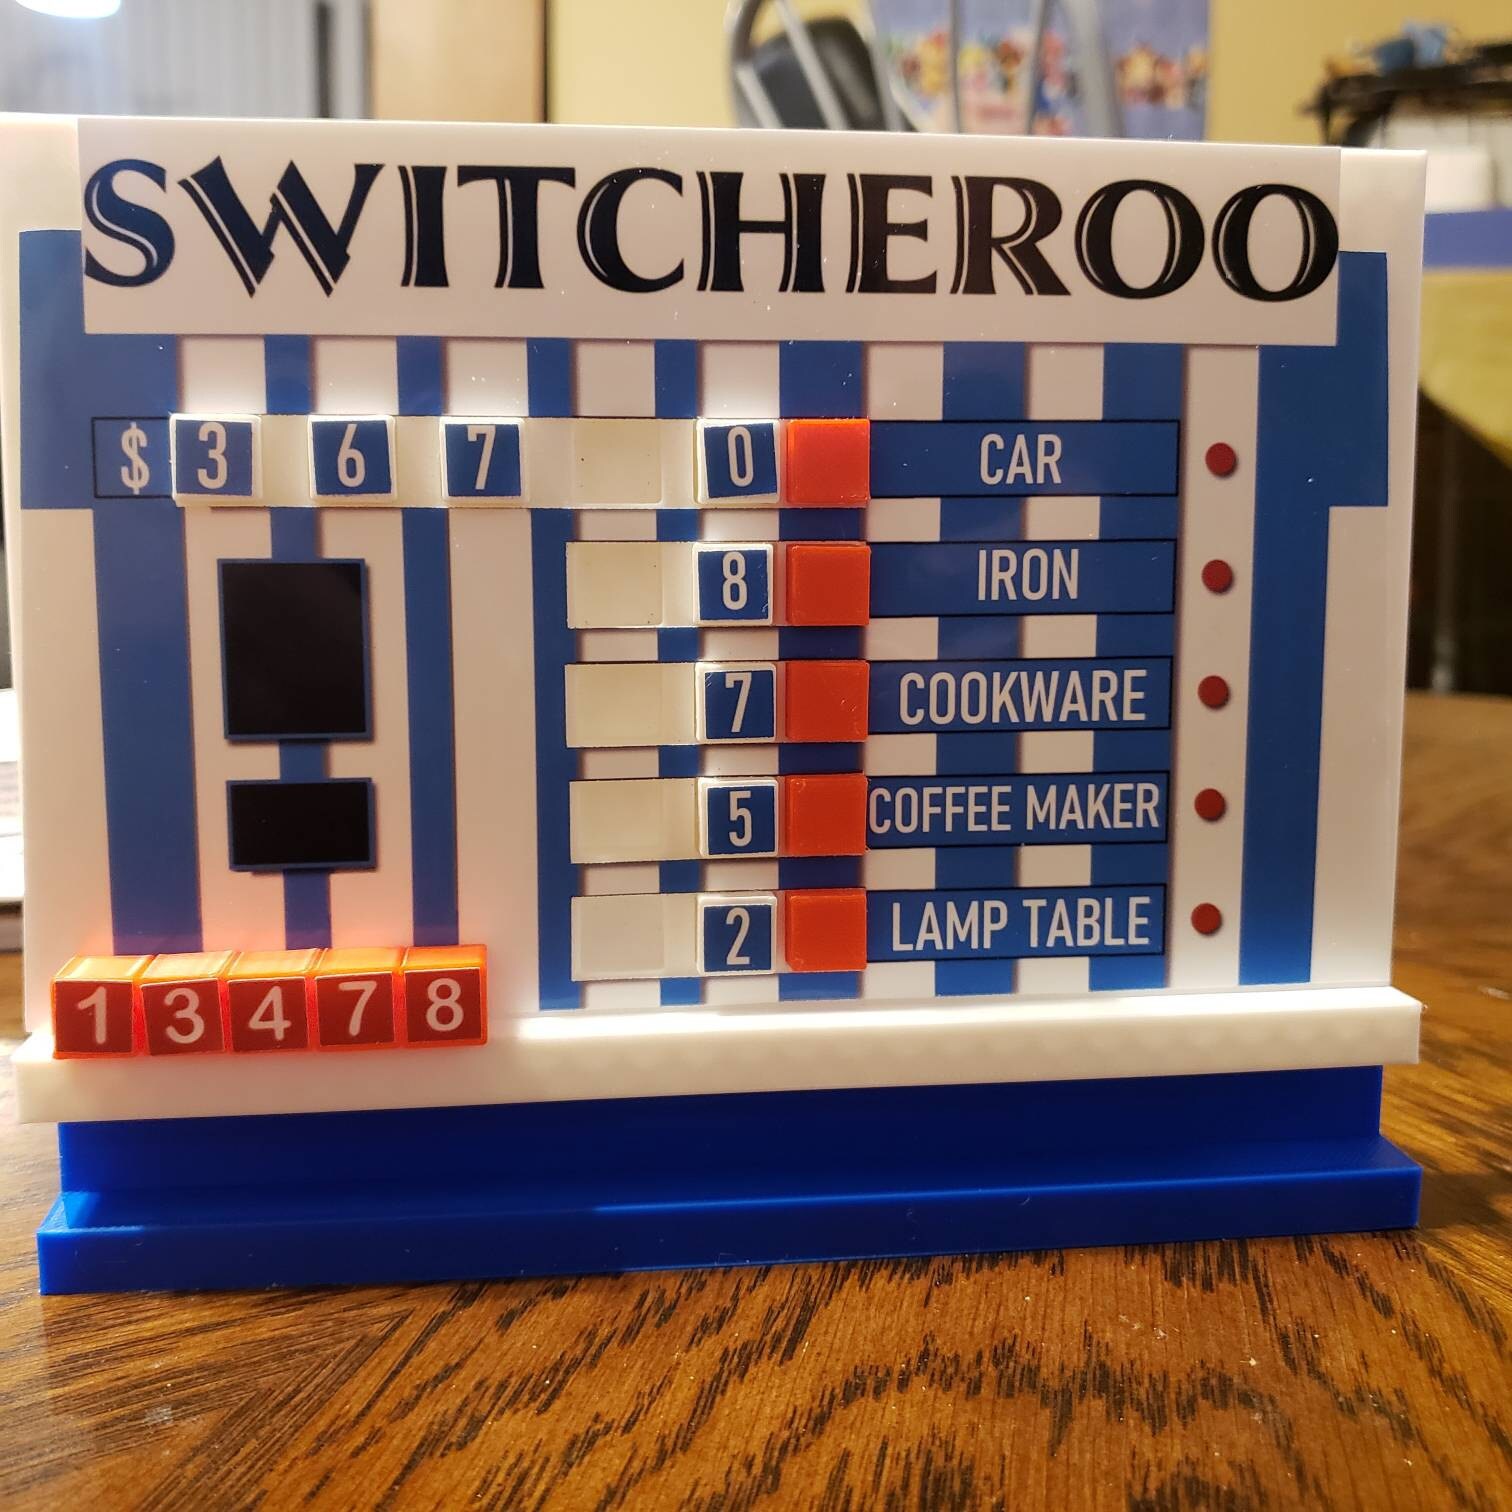 SWITCHEROO
$ 3 6 7 0 CAR
8 IRON
7 COOKWARE
5 COFFEE MAKER
2 LAMP TABLE
1 3 4 7 8